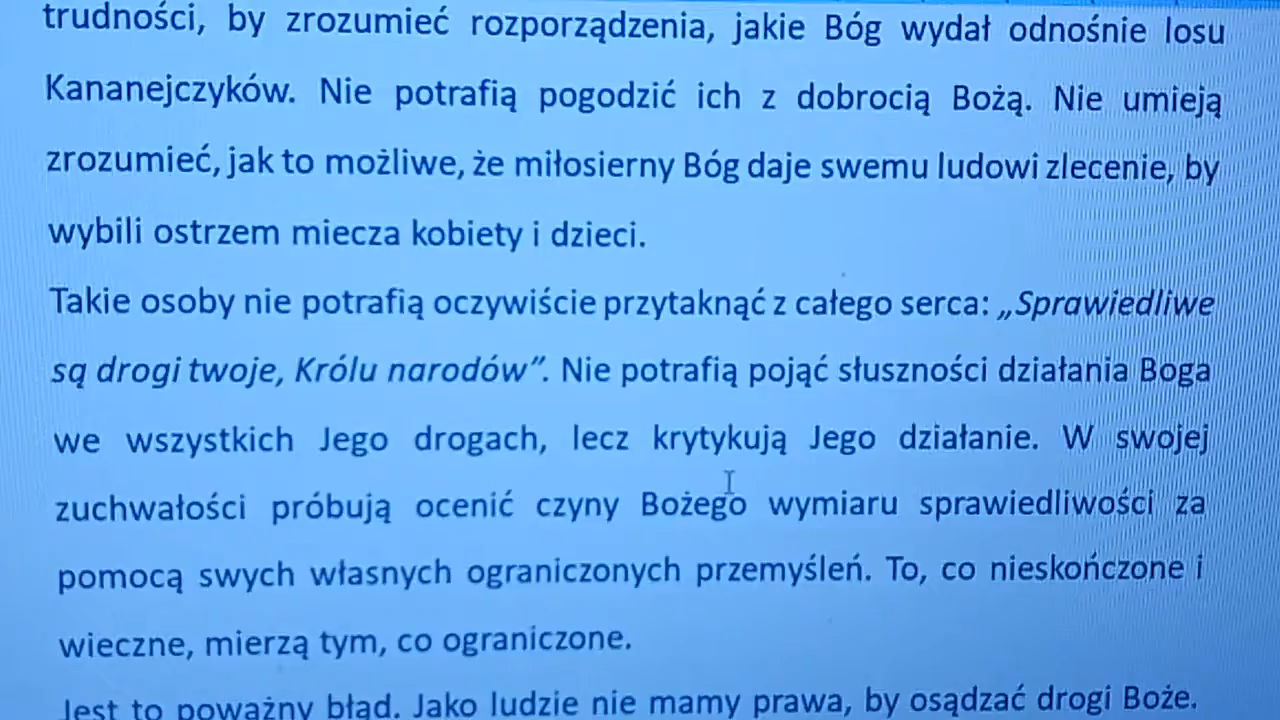 trudności, by zrozumieć rozporządzenia, jakie Bóg wydał odnośnie losu
Kananejczyków. Nie potrafią pogodzić ich z dobrocią Bożą. Nie umieją
zrozumieć, jak to możliwe, że miłosierny Bóg daje swemu ludowi zlecenie, by
wybili ostrzem miecza kobiety i dzieci.
Takie osoby nie potrafią oczywiście przytaknąć z całego serca: „Sprawiedliwe
są drogi twoje, Królu narodów”. Nie potrafią pojąć słuszności działania Boga
we wszystkich Jego drogach, lecz krytykują Jego działanie. W swojej
zuchwałości próbują ocenić czyny Bożego wymiaru sprawiedliwości za
pomocą swych własnych ograniczonych przemyśleń. To, co nieskończone i
wieczne, mierzą tym, co ograniczone.
Jest to poważny błąd. Jako ludzie nie mamy prawa, by osądzać drogi Boże.